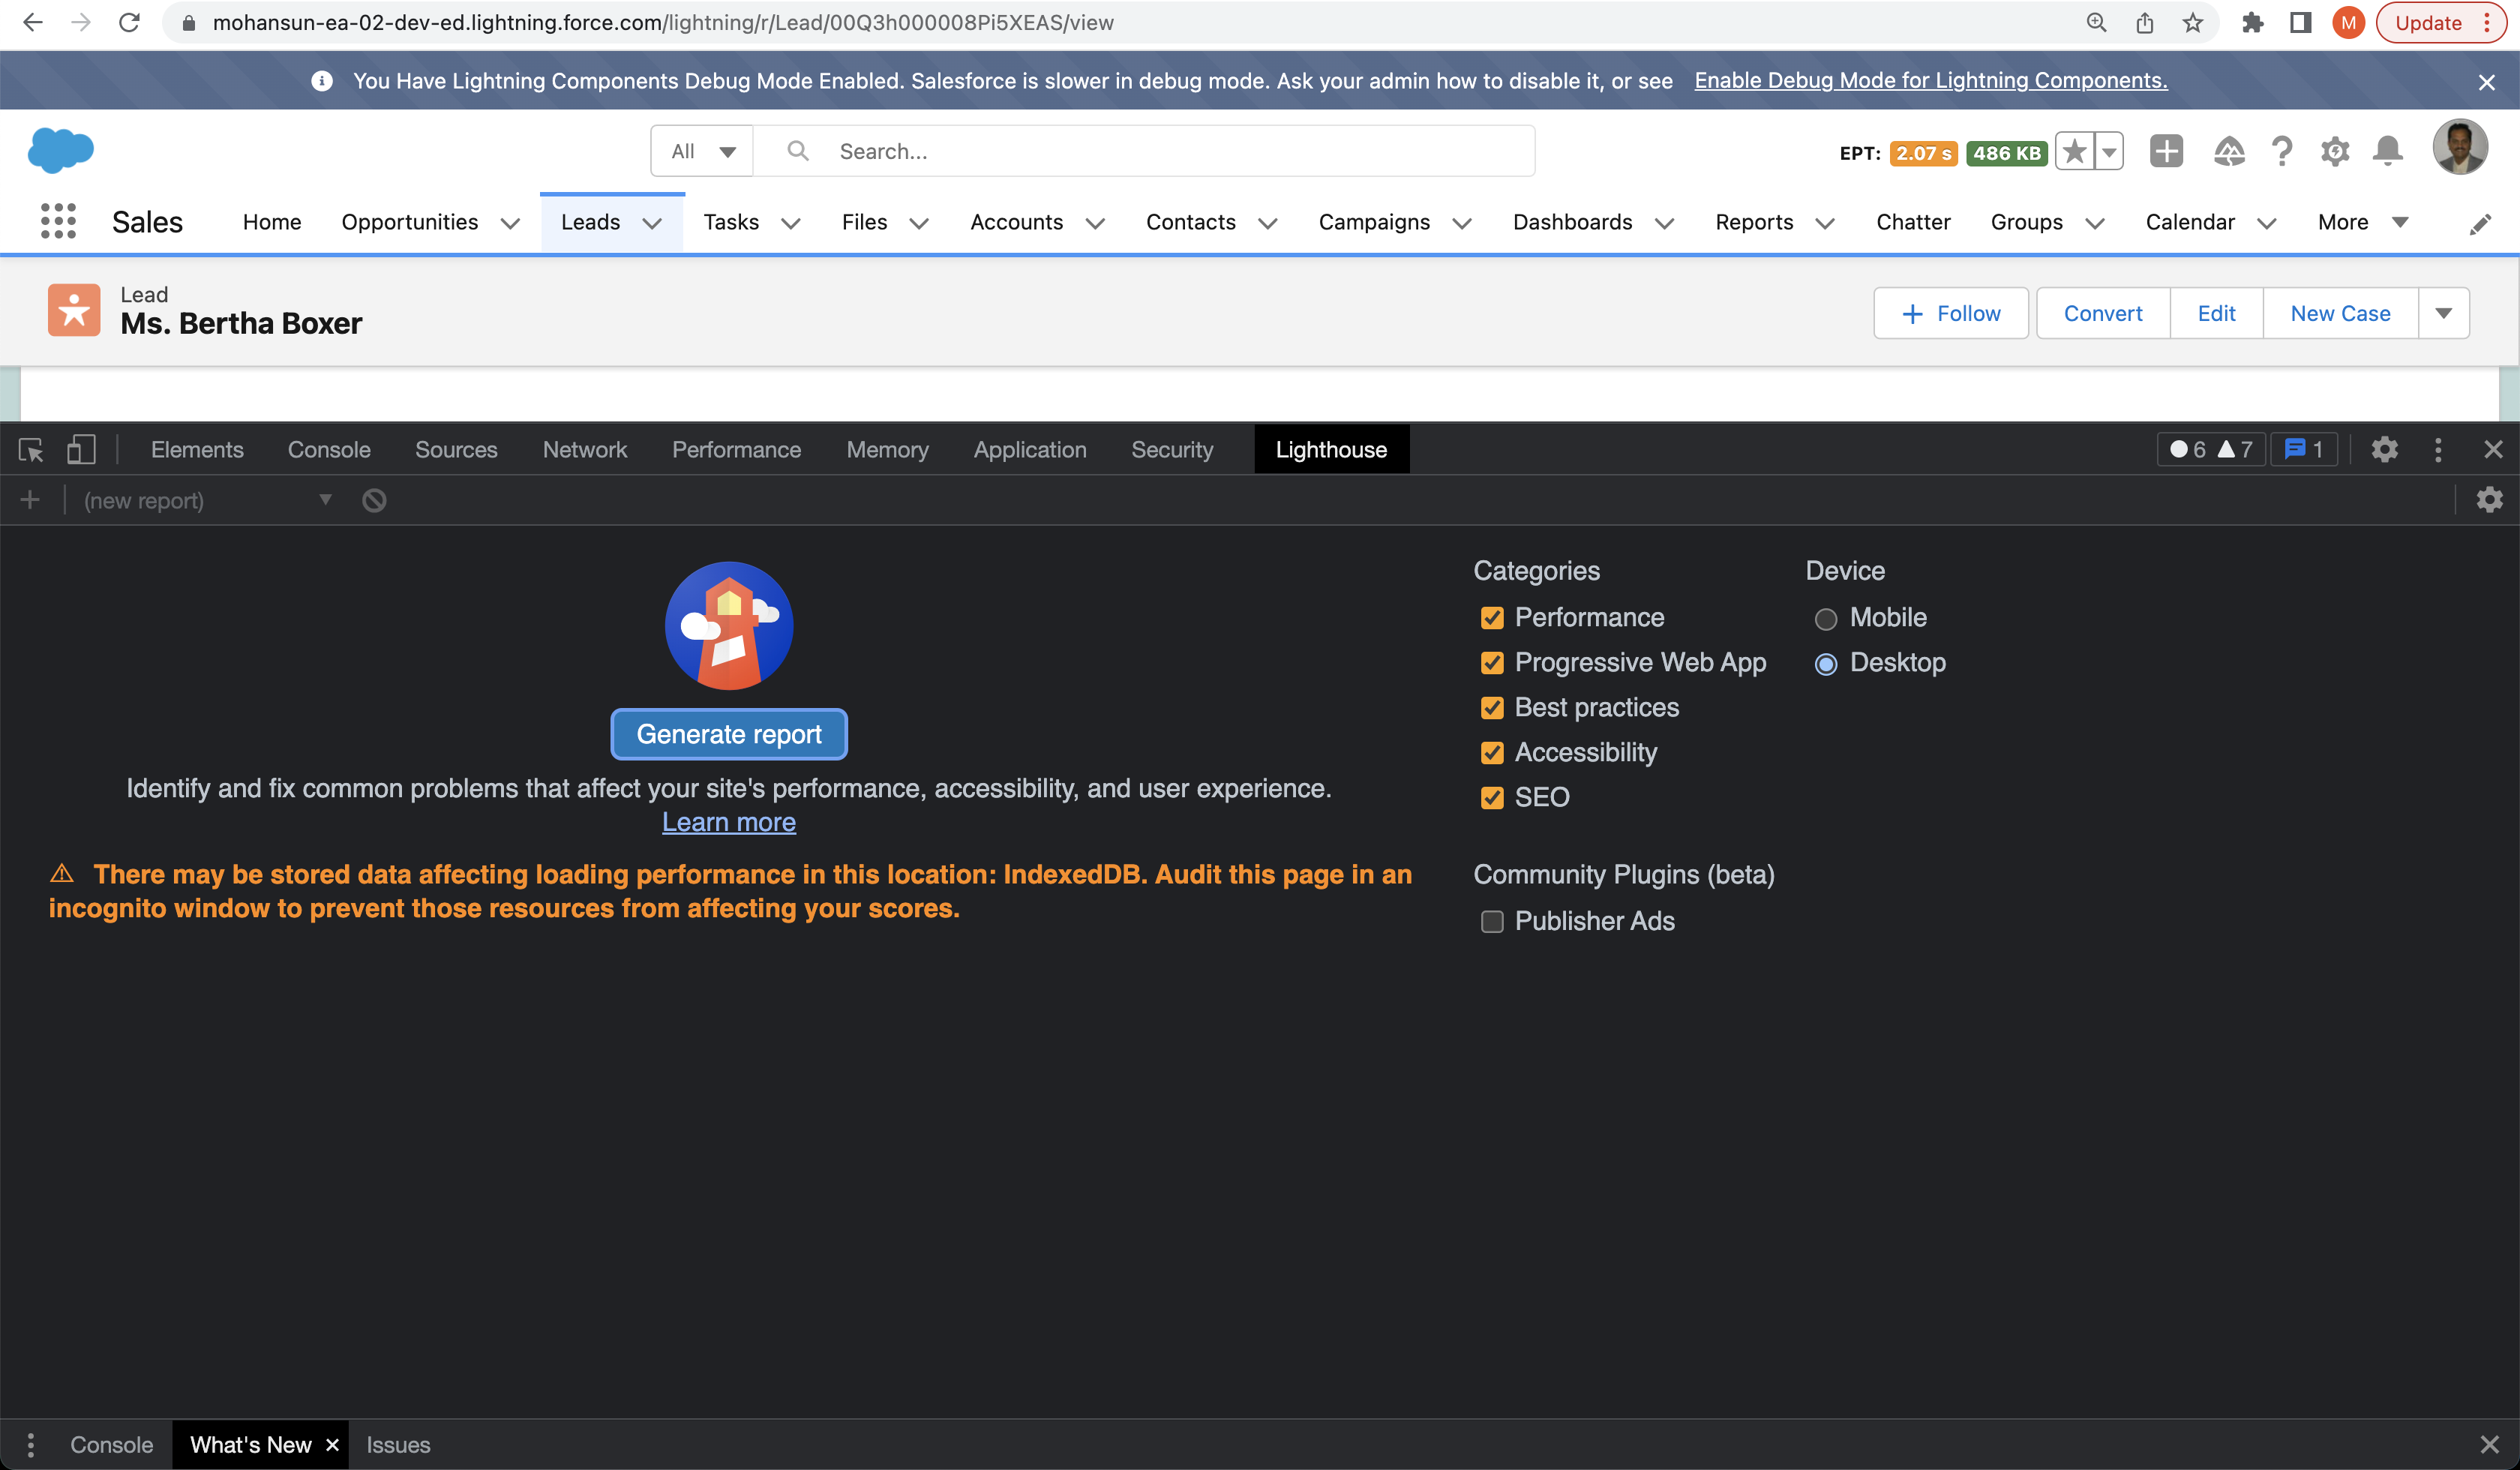 mohansun-ea-02-dev-ed.lightning.force.com/lightning/r/Lead/00Q3h000008Pi5XEAS/view
M
Update
You Have Lightning Components Debug Mode Enabled. Salesforce is slower in debug mode. Ask your admin how to disable it, or see Enable Debug Mode for Lightning Components.
All
Search...
EPT: 2.07 s 486 KB
Sales Home Opportunities Leads Tasks Files Accounts Contacts Campaigns Dashboards Reports Chatter Groups Calendar More
Lead
Ms. Bertha Boxer
+ Follow Convert Edit New Case
Elements Console Sources Network Performance Memory Application Security Lighthouse 6 7 1
(new report)
Generate report
Identify and fix common problems that affect your site's performance, accessibility, and user experience.
Learn more
There may be stored data affecting loading performance in this location: IndexedDB. Audit this page in an
incognito window to prevent those resources from affecting your scores.
Categories
Performance
Progressive Web App
Best practices
Accessibility
SEO
Device
Mobile
Desktop
Community Plugins (beta)
Publisher Ads
Console What's New Issues